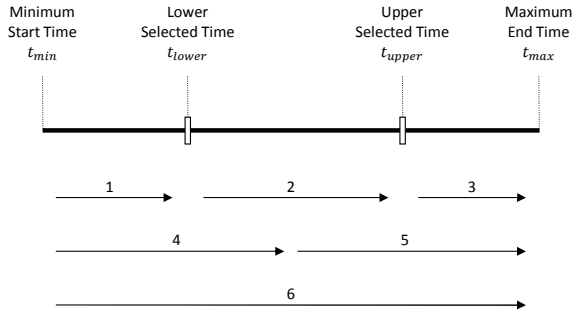 Minimum Lower Upper Maximum
Start Time Selected Time Selected Time End Time
t_min t_lower t_upper t_max
1 2 3
4 5
6